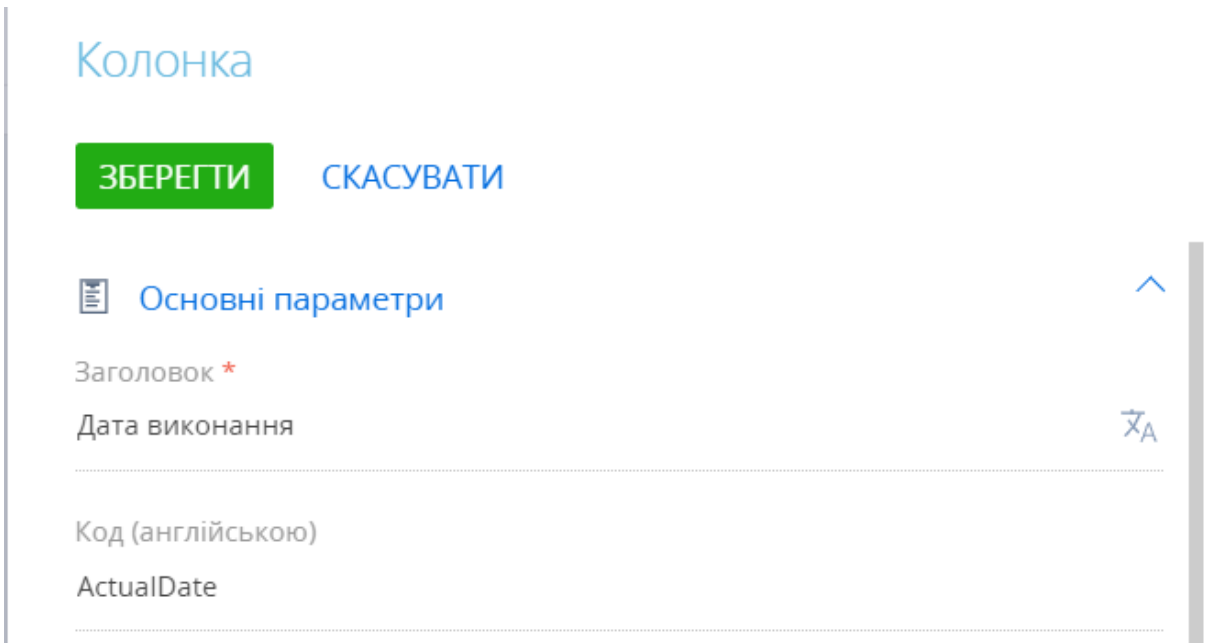 Колонка
ЗБЕРЕГТИ СКАСУВАТИ
Основні параметри
Заголовок *
Дата виконання
Код (англійською)
ActualDate